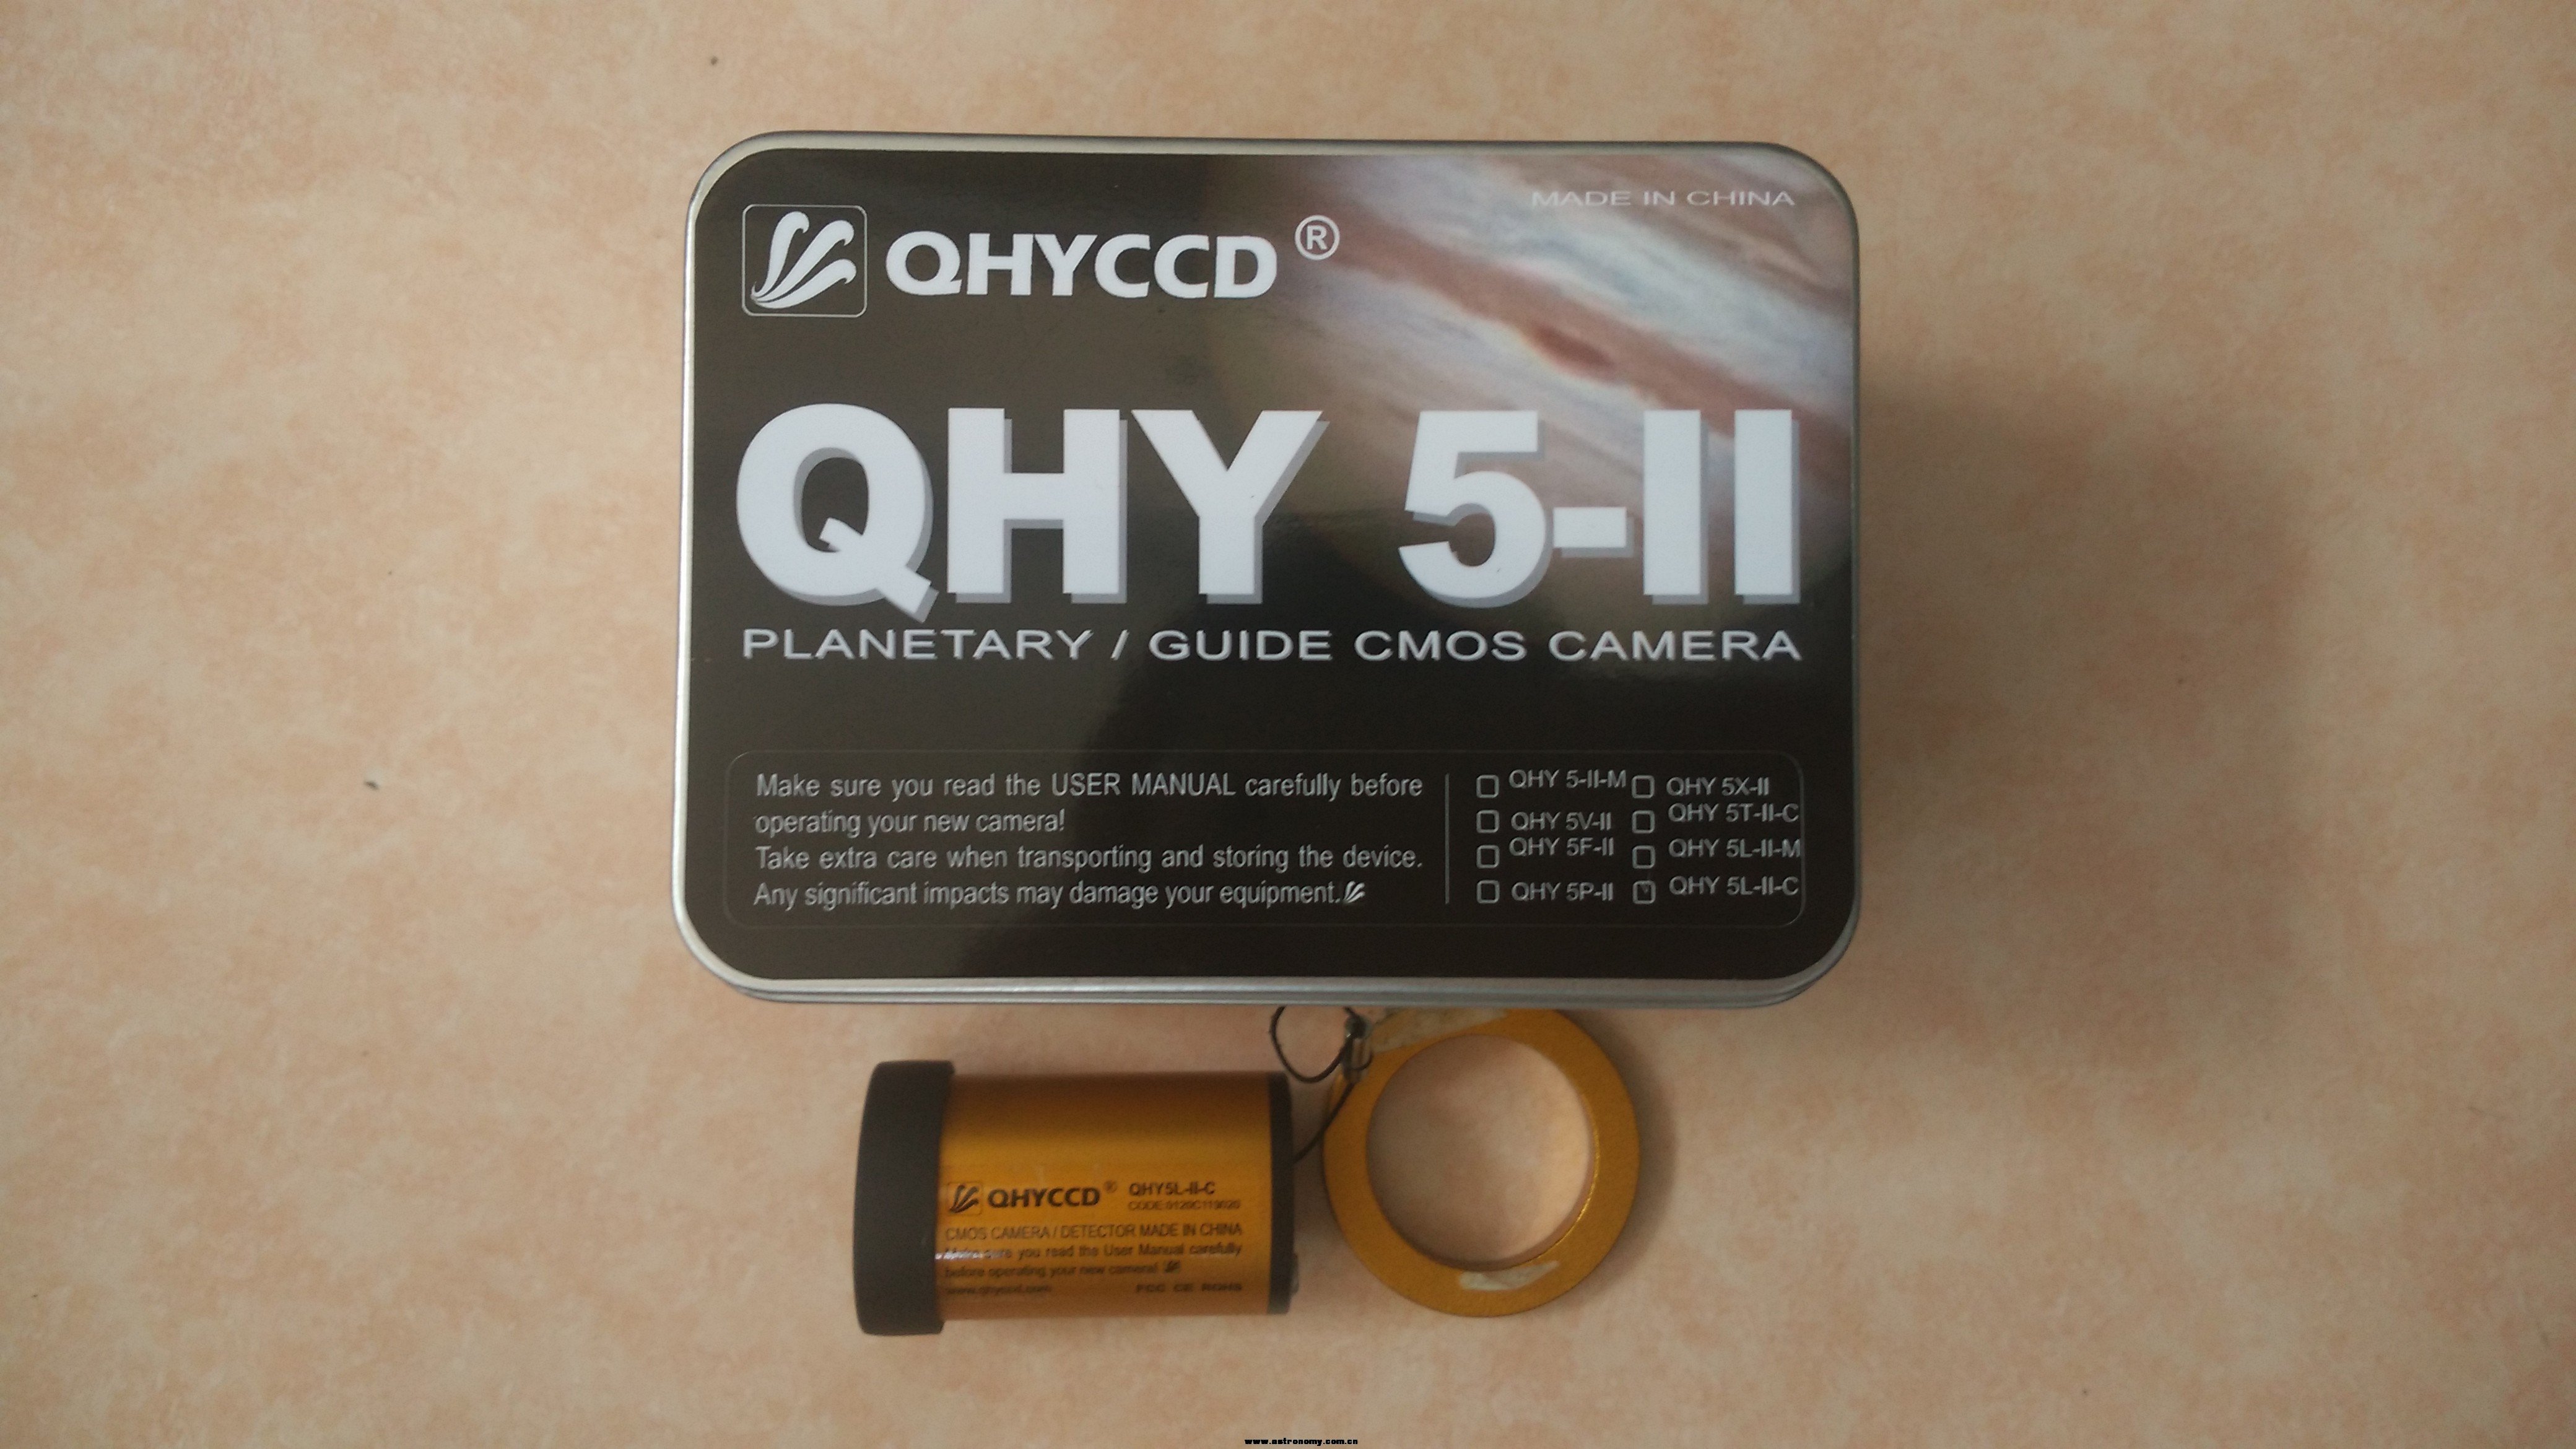 MADE IN CHINA
QHYCCD®
QHY 5-II
PLANETARY / GUIDE CMOS CAMERA
Make sure you read the USER MANUAL carefully before
operating your new camera!
Take extra care when transporting and storing the device.
Any significant impacts may damage your equipment.
QHY 5-II-M QHY 5X-II
QHY 5V-II QHY 5T-II-C
QHY 5F-II QHY 5L-II-M
QHY 5P-II QHY 5L-II-C
QHYCCD® QHY5L-II-C
CMOS CAMERA / DETECTOR MADE IN CHINA
Make sure you read the User Manual carefully
before operating your new camera!
www.qhyccd.com FCC CE ROHS
www.astronomy.com.cn